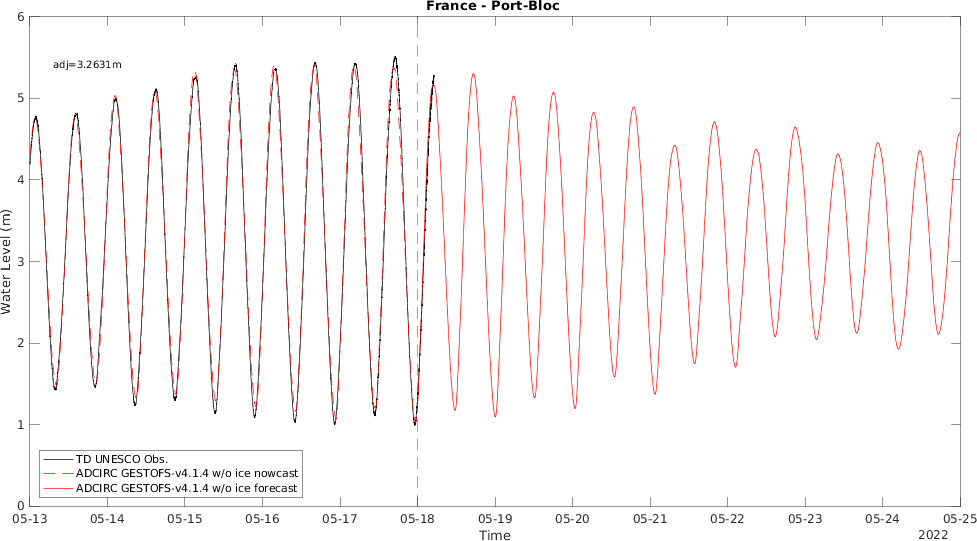 France - Port-Bloc
adj=3.2631m
6
5
4
3
2
1
0
Water Level (m)
TD UNESCO Obs.
ADCIRC GESTOFS-v4.1.4 w/o ice nowcast
ADCIRC GESTOFS-v4.1.4 w/o ice forecast
05-13 05-14 05-15 05-16 05-17 05-18 05-19 05-20 05-21 05-22 05-23 05-24 05-25
Time
2022